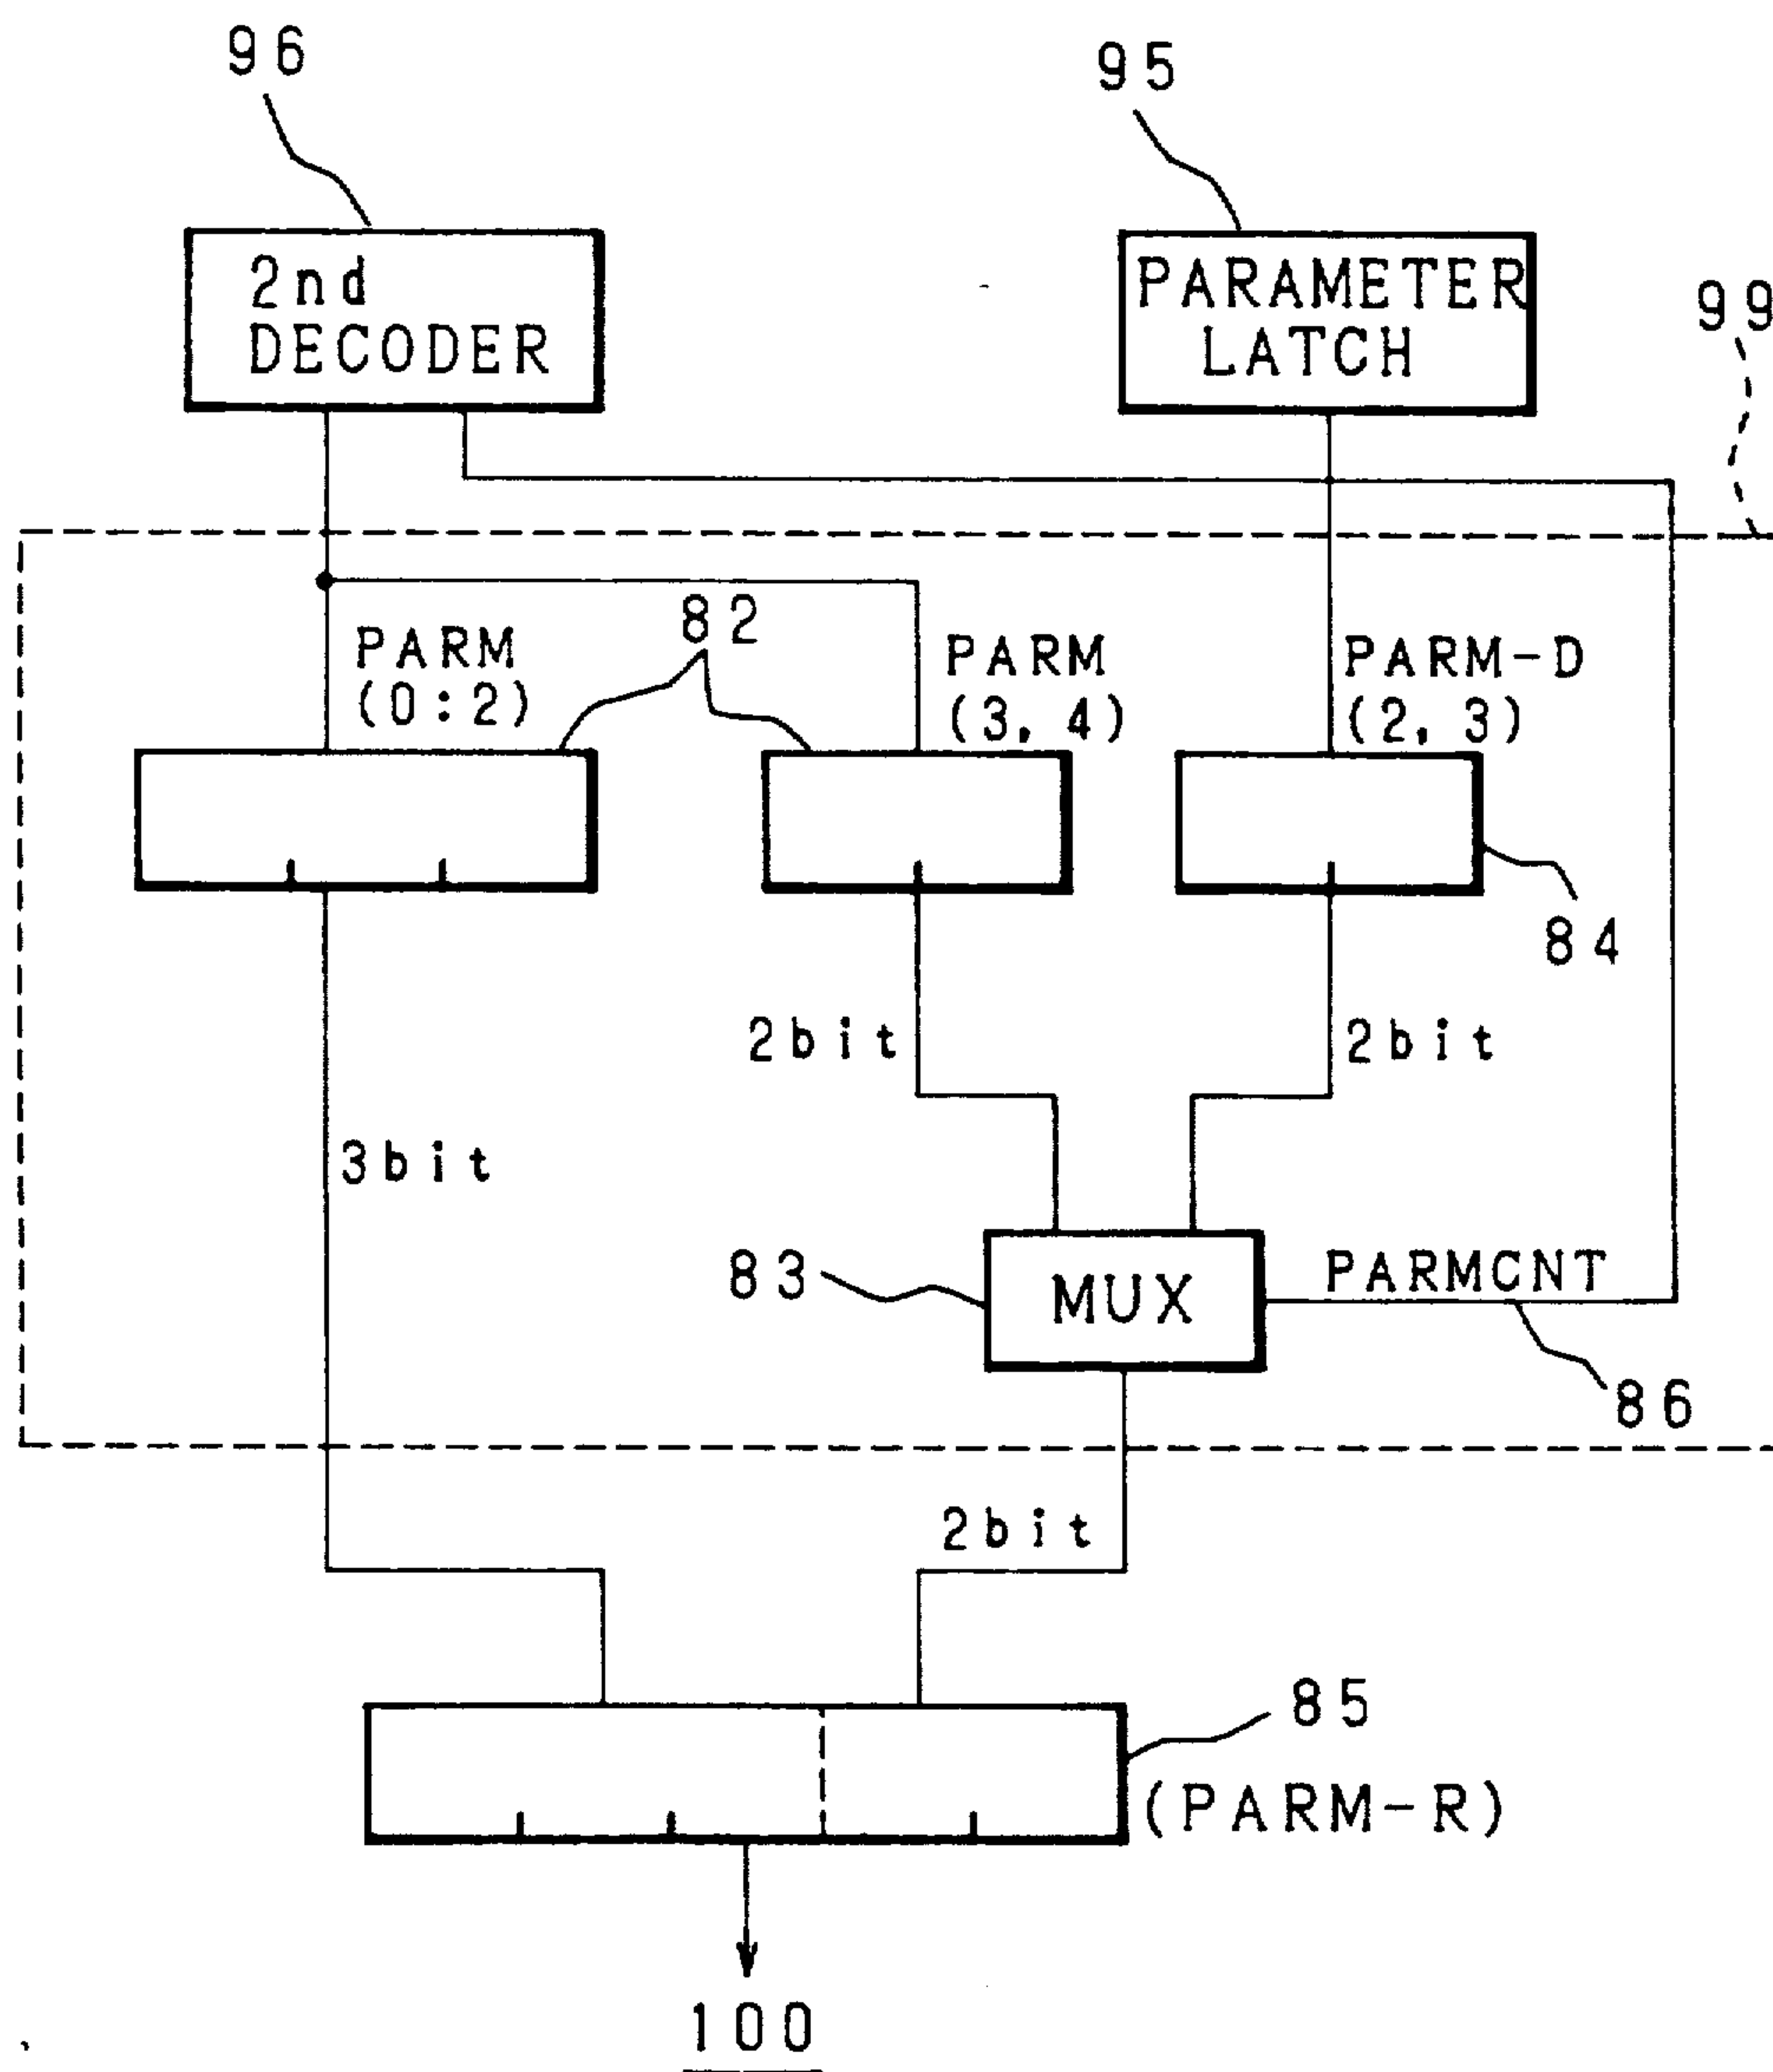 96
95
2nd
DECODER
PARAMETER
LATCH
99
82
PARM
(0:2)
PARM
(3,4)
PARM-D
(2,3)
84
2bit
2bit
3bit
83
MUX
PARMCNT
86
2bit
85
(PARM-R)
100